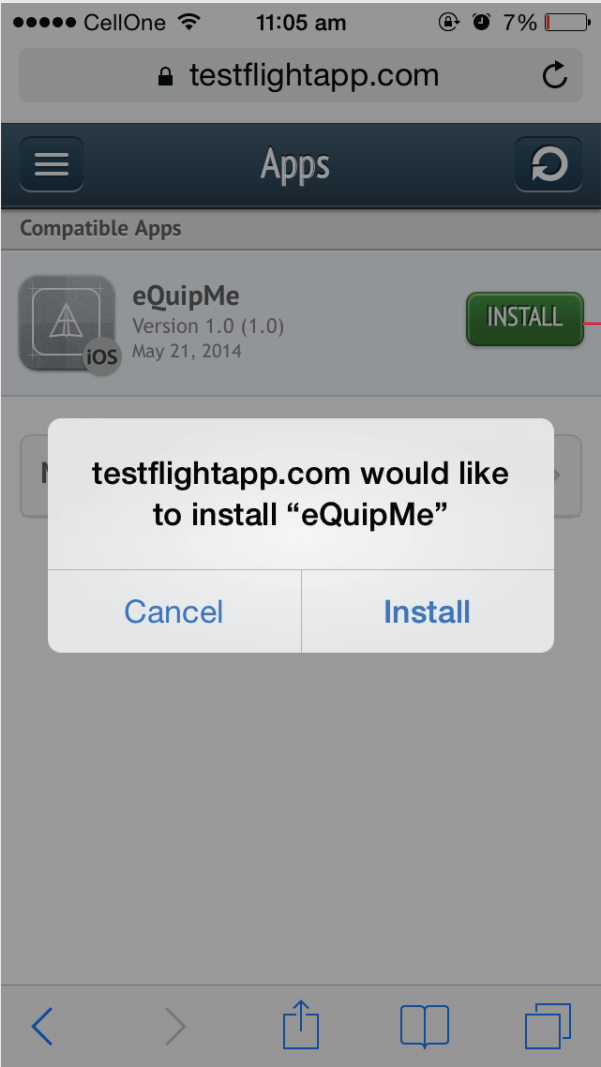 CellOne 11:05 am 7%
testflightapp.com
Apps
Compatible Apps
eQuipMe
Version 1.0 (1.0)
May 21, 2014
iOS
INSTALL
testflightapp.com would like
to install “eQuipMe”
Cancel Install